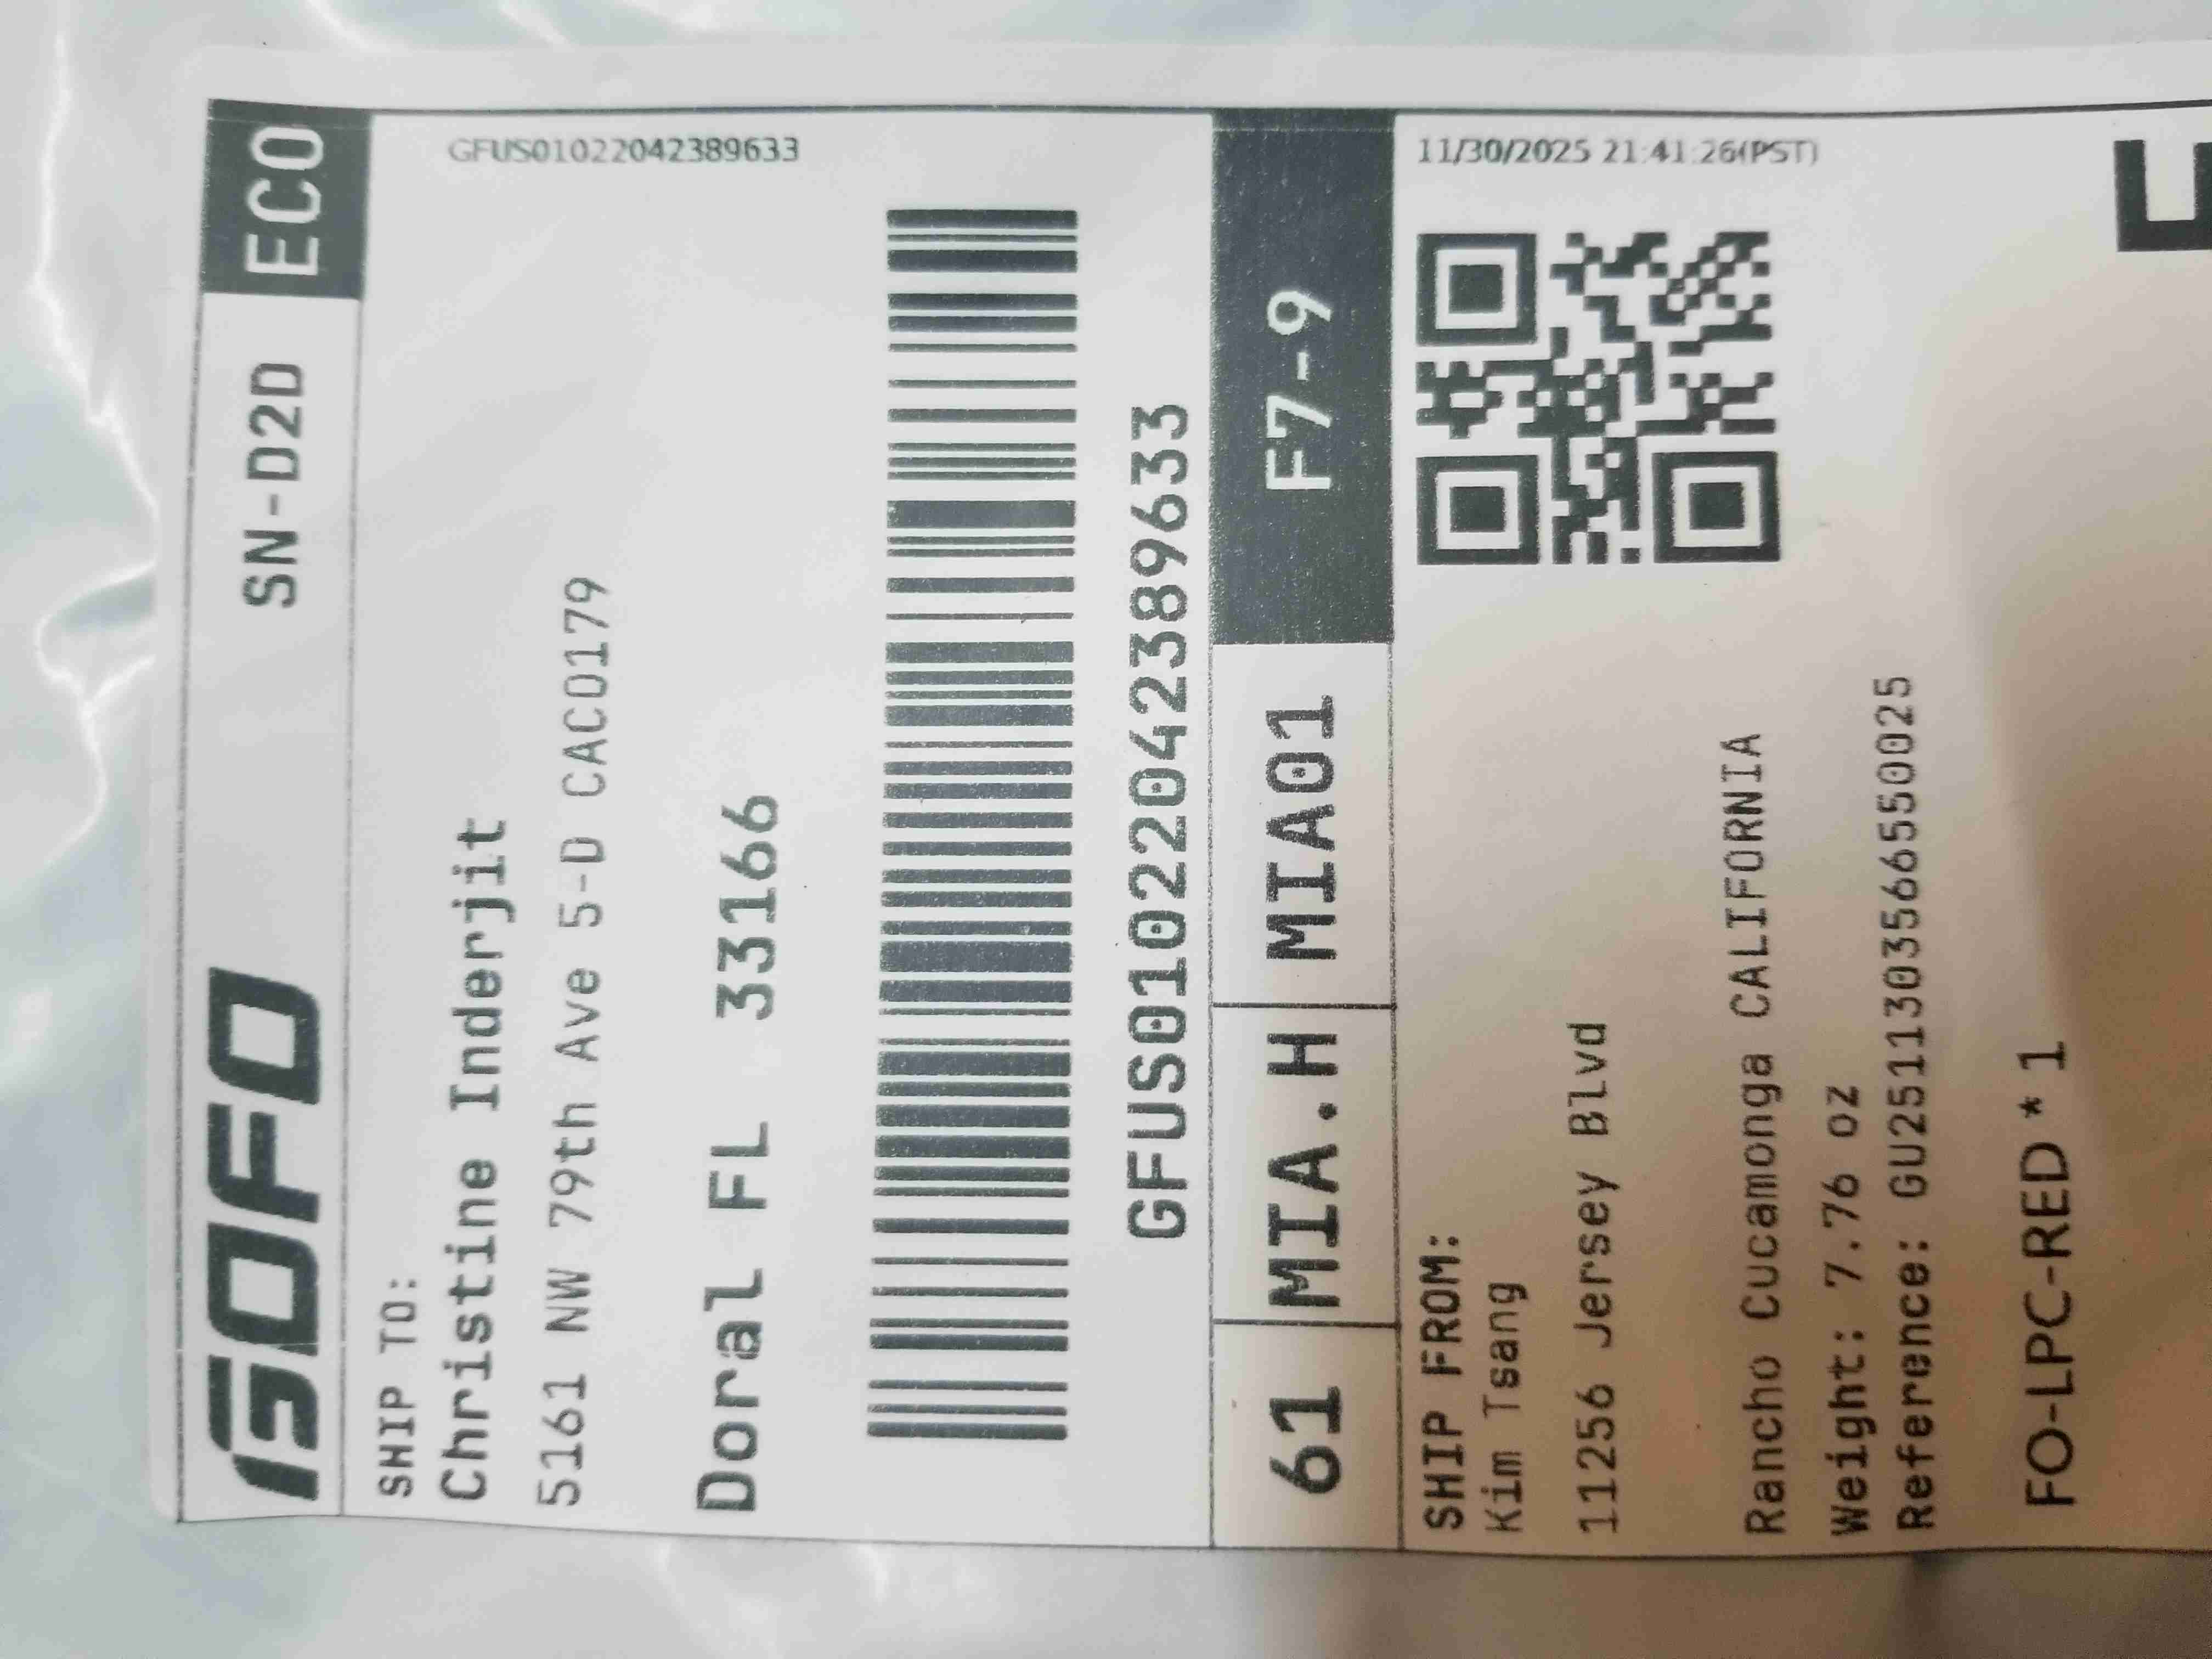 GOFO
SN-D2D
ECO
GFUS01022042389633
SHIP TO:
Christine Inderjit
5161 NW 79th Ave 5-D CAC0179
Doral FL 33166
GFUS01022042389633
61 MIA.H MIA01 F7-9
11/30/2025 21:41:26(PST)
SHIP FROM:
Kim Tsang
11256 Jersey Blvd
Rancho Cucamonga CALIFORNIA
Weight: 7.76 oz
Reference: GU2511303566550025
FO-LPC-RED * 1